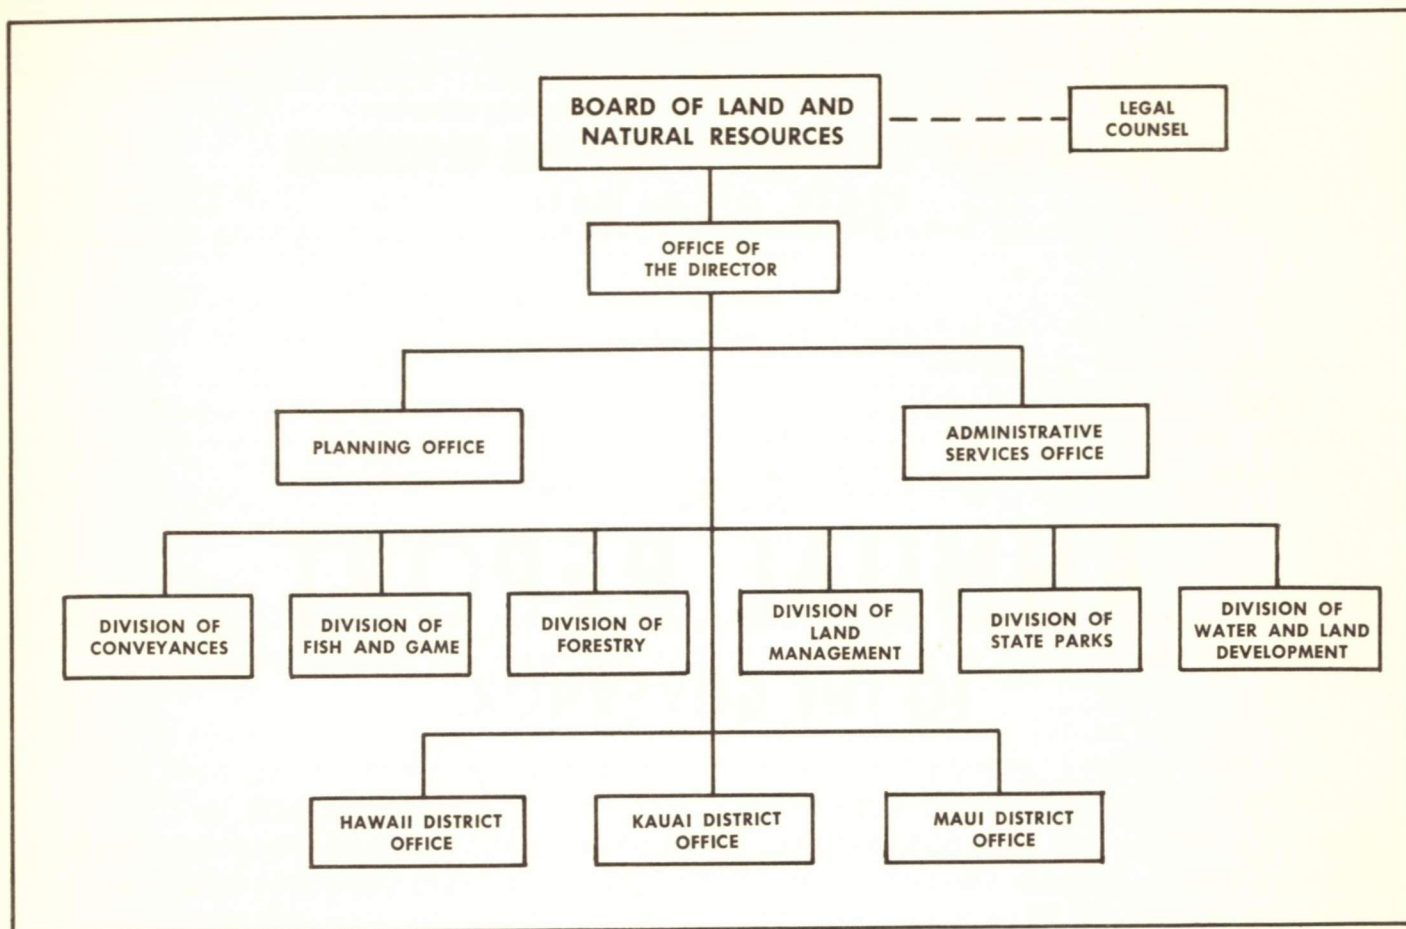 BOARD OF LAND AND
NATURAL RESOURCES
LEGAL
COUNSEL
OFFICE OF
THE DIRECTOR
PLANNING OFFICE
ADMINISTRATIVE
SERVICES OFFICE
DIVISION OF
CONVEYANCES
DIVISION OF
FISH AND GAME
DIVISION OF
FORESTRY
DIVISION OF
LAND
MANAGEMENT
DIVISION OF
STATE PARKS
DIVISION OF
WATER AND LAND
DEVELOPMENT
HAWAII DISTRICT
OFFICE
KAUAI DISTRICT
OFFICE
MAUI DISTRICT
OFFICE